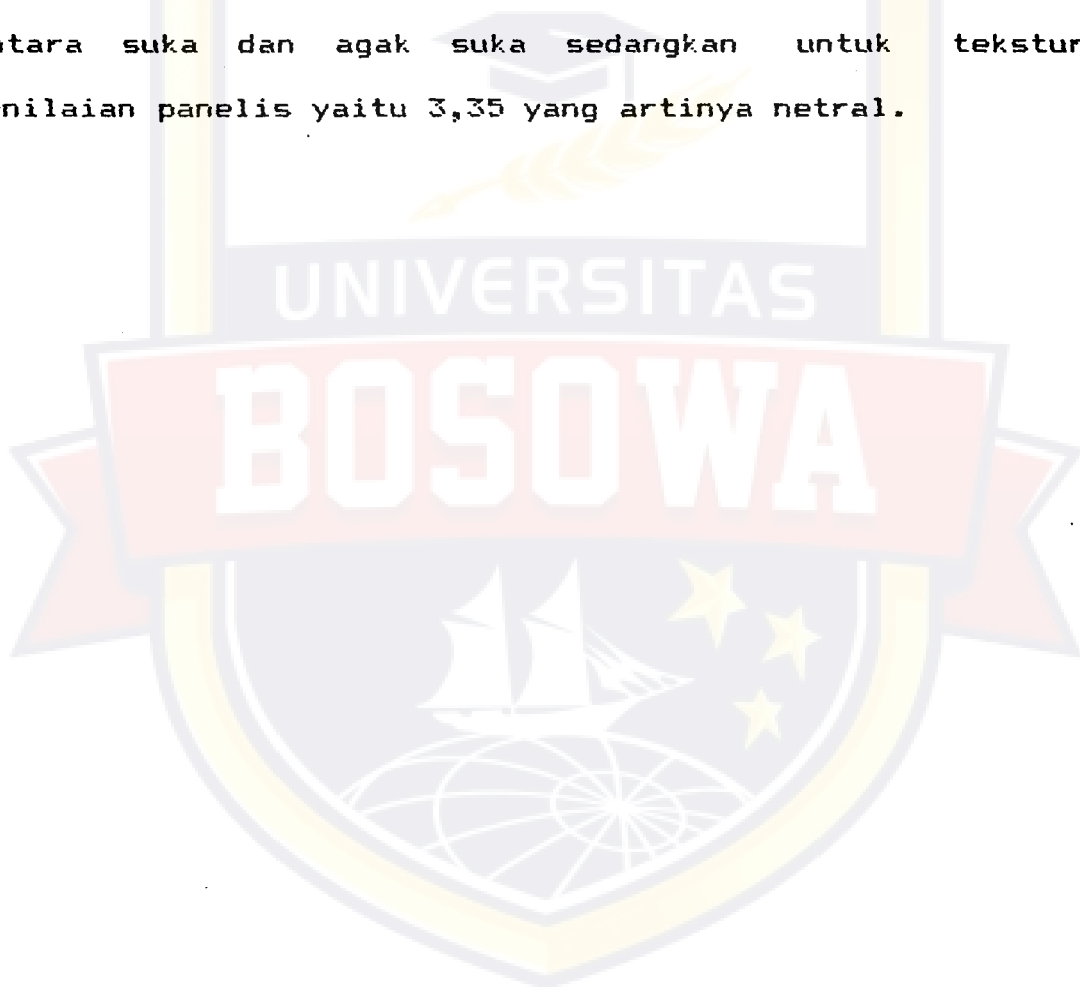 tara suka dan agak suka sedangkan untuk tekstur
nilaian panelis yaitu 3,35 yang artinya netral.
UNIVERSITAS
BOSOWA